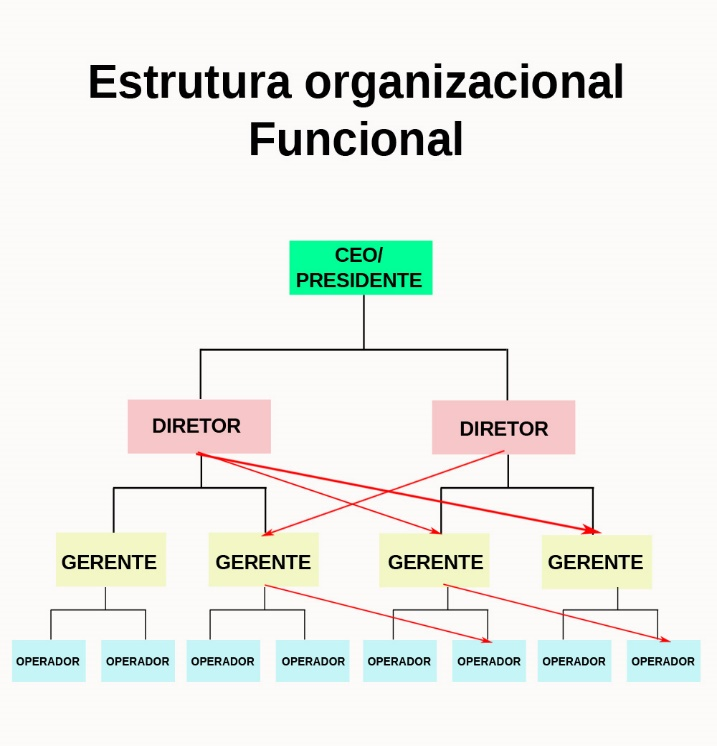 Estrutura organizacional
Funcional
CEO/
PRESIDENTE
DIRETOR
DIRETOR
GERENTE
GERENTE
GERENTE
GERENTE
OPERADOR
OPERADOR
OPERADOR
OPERADOR
OPERADOR
OPERADOR
OPERADOR
OPERADOR